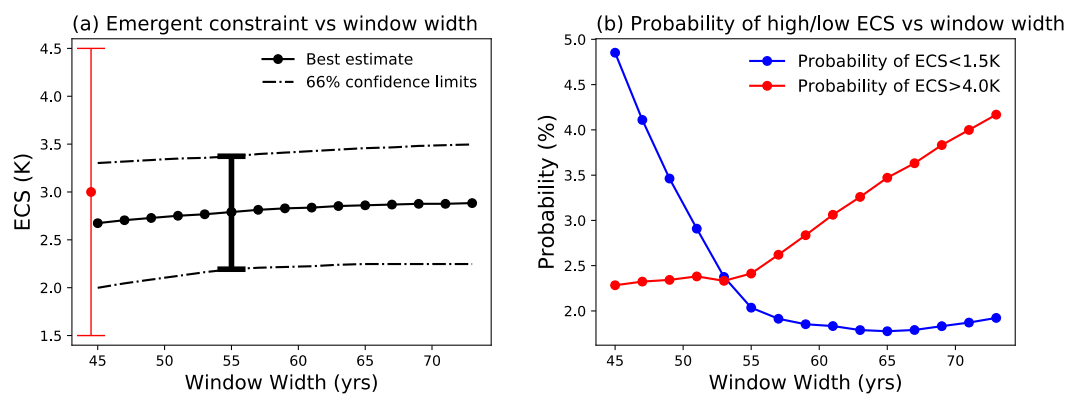 (a) Emergent constraint vs window width
ECS (K)
4.5
4.0
3.5
3.0
2.5
2.0
1.5
Best estimate
66% confidence limits
45 50 55 60 65 70
Window Width (yrs)
(b) Probability of high/low ECS vs window width
Probability (%)
5.0
4.5
4.0
3.5
3.0
2.5
2.0
Probability of ECS<1.5K
Probability of ECS>4.0K
45 50 55 60 65 70
Window Width (yrs)